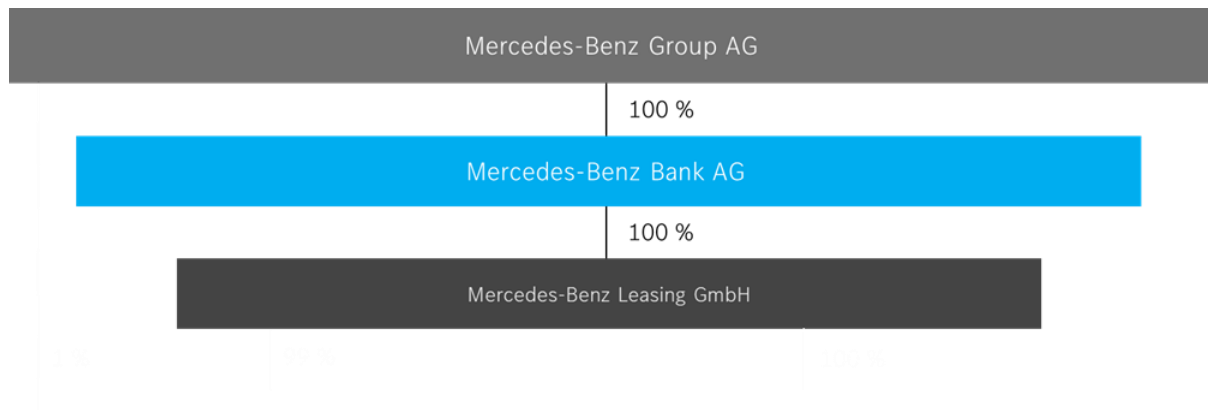 Mercedes-Benz Group AG
100 %
Mercedes-Benz Bank AG
100 %
Mercedes-Benz Leasing GmbH